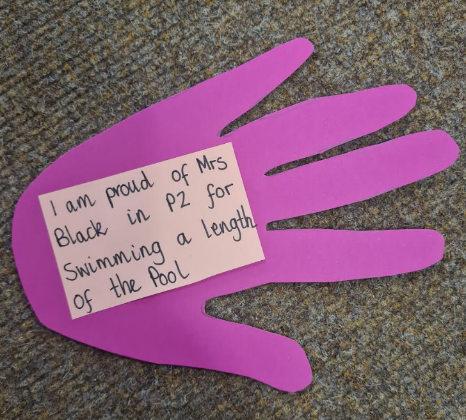 I am proud of Mrs
Black in P2 for
Swimming a length
of the Pool